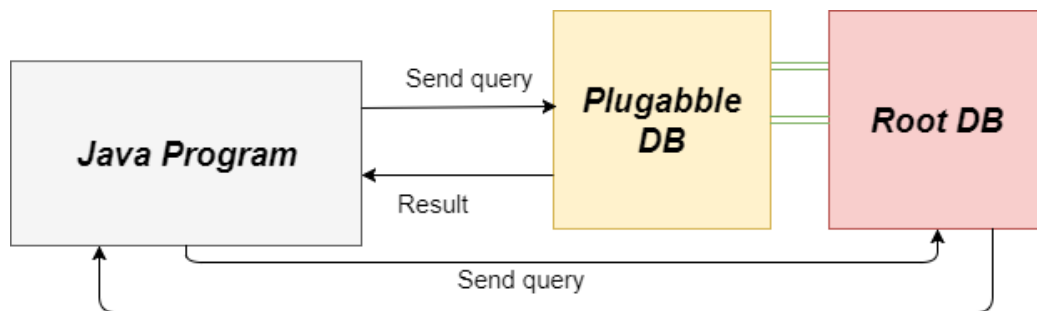 Send query
Plugabble
DB
Root DB
Java Program
Result
Send query